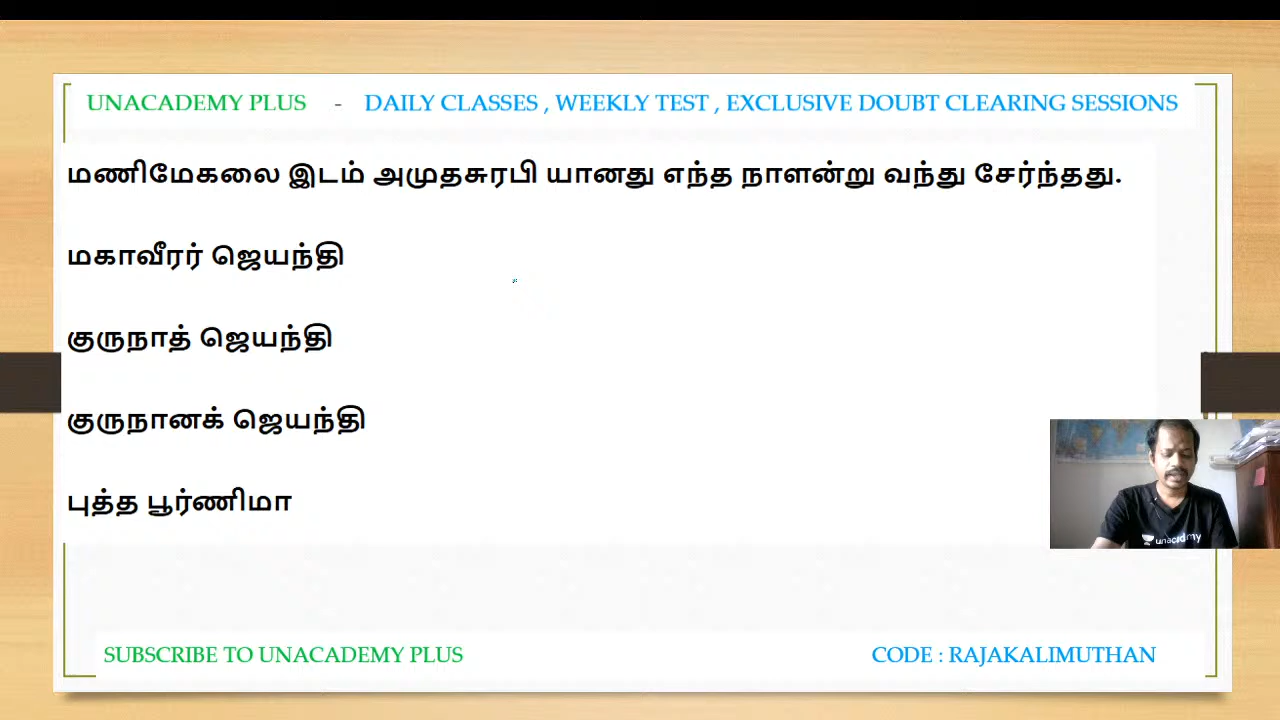 UNACADEMY PLUS - DAILY CLASSES , WEEKLY TEST , EXCLUSIVE DOUBT CLEARING SESSIONS
மணிமேகலை இடம் அமுதசுரபி யானது எந்த நாளன்று வந்து சேர்ந்தது.
மகாவீரர் ஜெயந்தி
குருநாத் ஜெயந்தி
குருநானக் ஜெயந்தி
புத்த பூர்ணிமா
unacademy
SUBSCRIBE TO UNACADEMY PLUS CODE : RAJAKALIMUTHAN